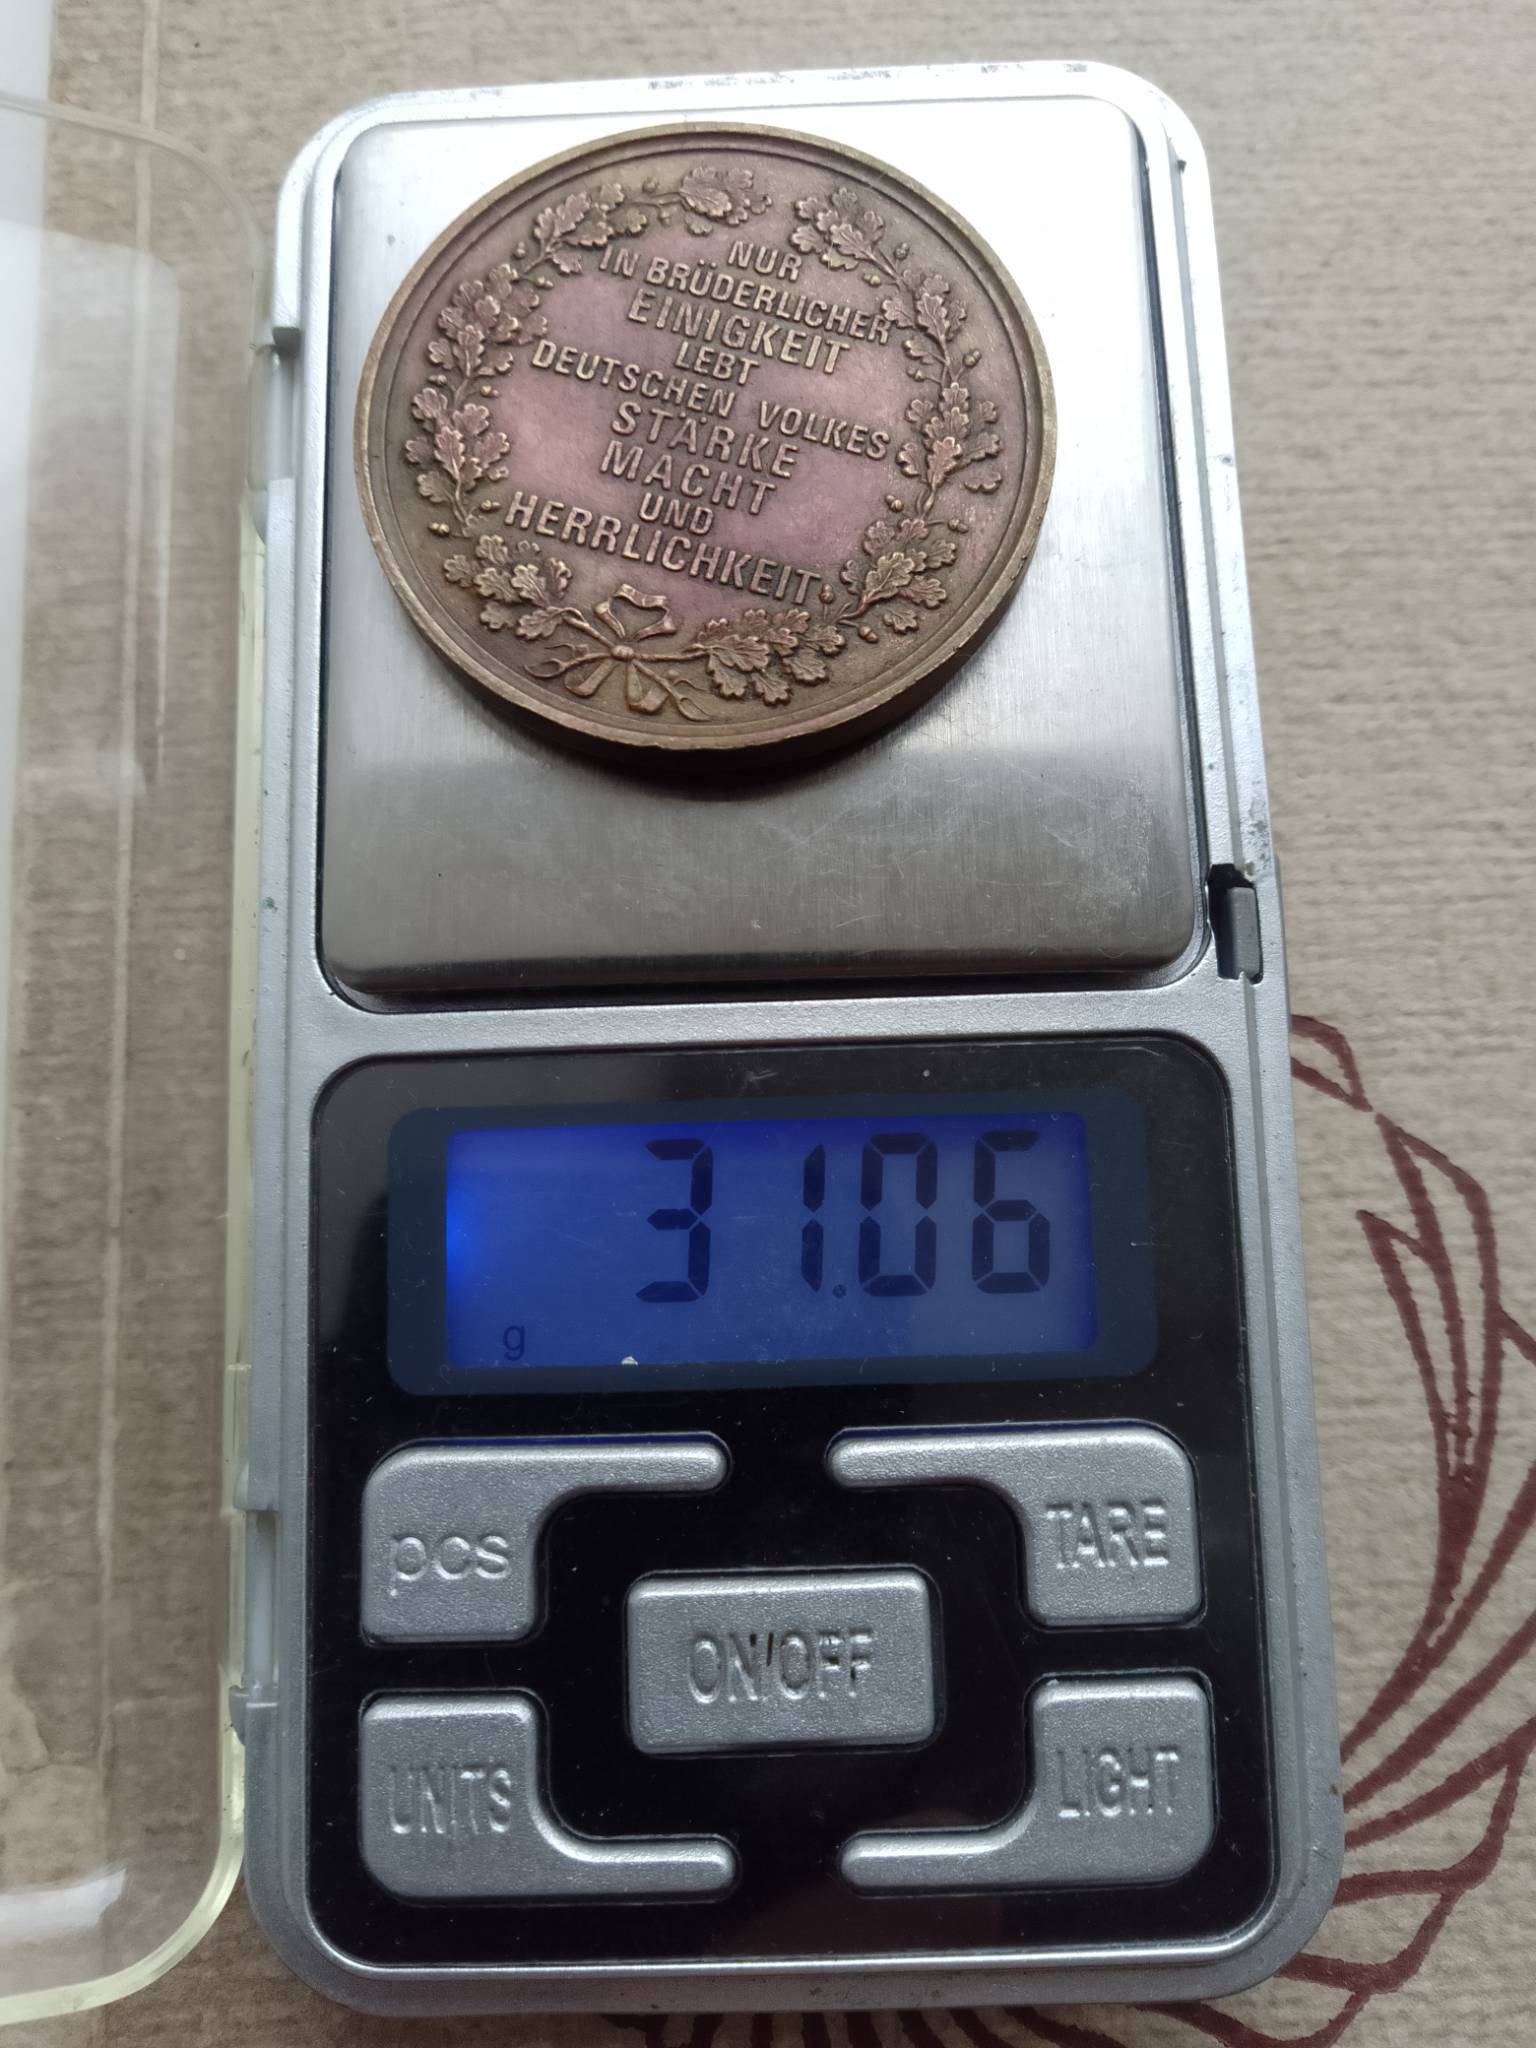 NUR
IN BRÜDERLICHER
EINIGKEIT
LEBT
DEUTSCHEN VOLKES
STÄRKE
MACHT
UND
HERRLICHKEIT
31.06
g
pcs
TARE
ON/OFF
UNITS
LIGHT